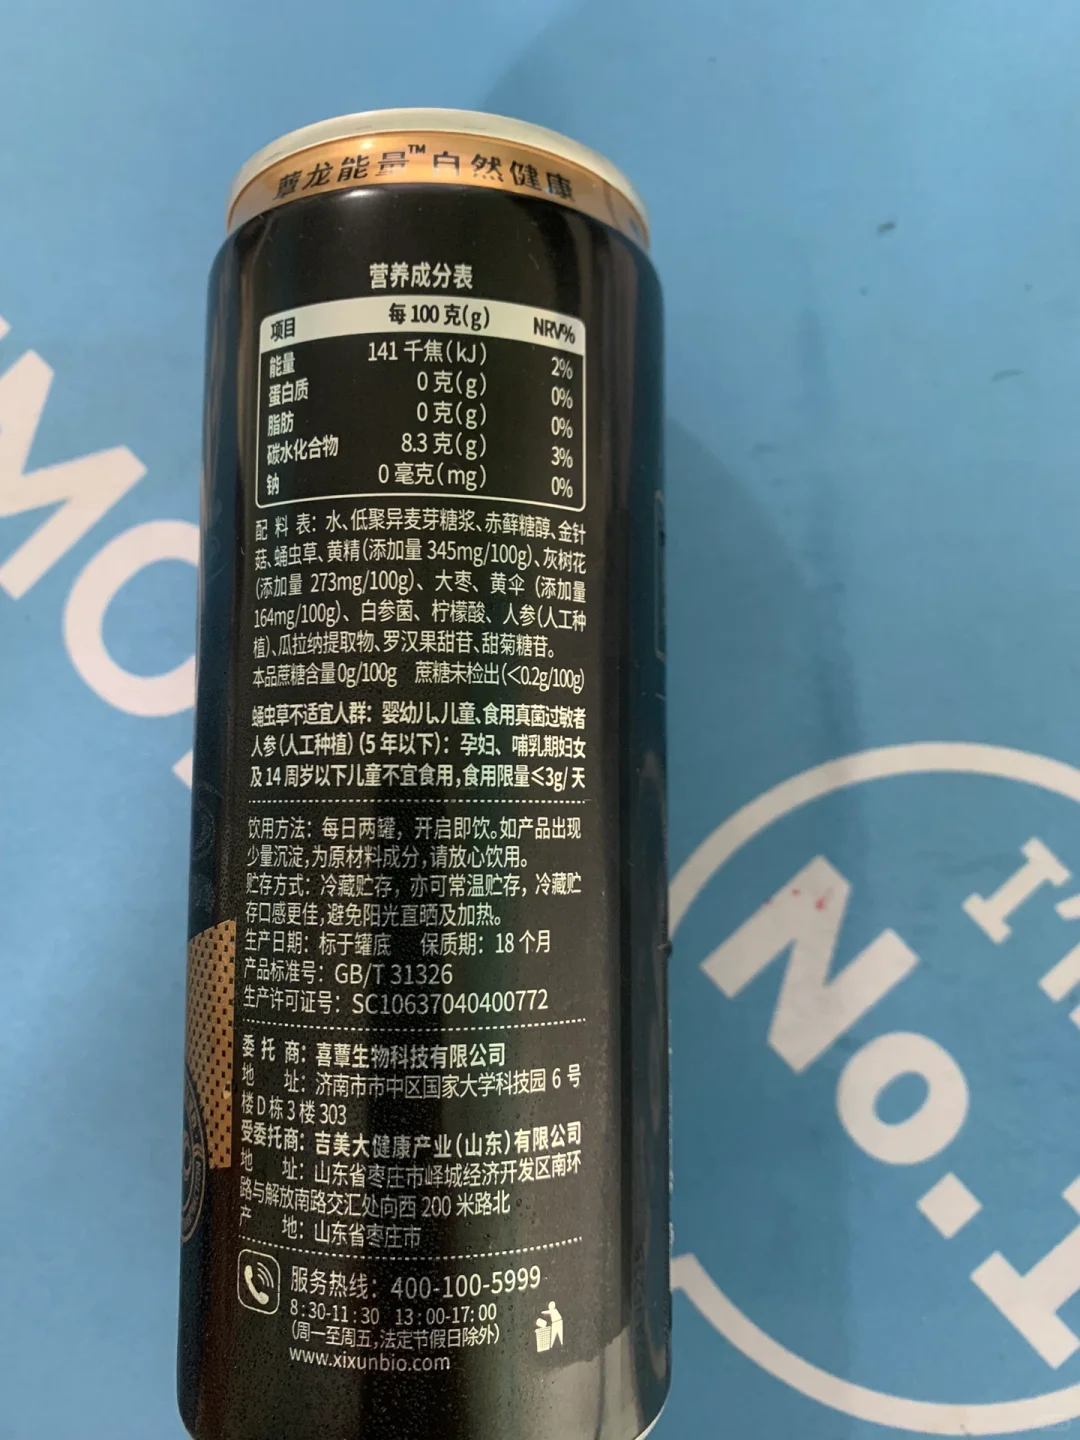 蕈龙能量™自然健康
营养成分表
项目 每100克(g) NRV%
能量 141千焦(kJ) 2%
蛋白质 0克(g) 0%
脂肪 0克(g) 0%
碳水化合物 8.3克(g) 3%
钠 0毫克(mg) 0%
配料表：水、低聚异麦芽糖浆、赤藓糖醇、金针
菇、蛹虫草、黄精(添加量345mg/100g)、灰树花
(添加量 273mg/100g)、大枣、黄伞(添加量
164mg/100g)、白参菌、柠檬酸、人参(人工种
植)、瓜拉纳提取物、罗汉果甜苷、甜菊糖苷。
本品蔗糖含量0g/100g 蔗糖未检出(<0.2g/100g)
蛹虫草不适宜人群：婴幼儿、儿童、食用真菌过敏者
人参(人工种植)(5年以下)：孕妇、哺乳期妇女
及14周岁以下儿童不宜食用,食用限量≤3g/天
饮用方法：每日两罐，开启即饮。如产品出现
少量沉淀,为原材料成分,请放心饮用。
贮存方式：冷藏贮存，亦可常温贮存，冷藏贮
存口感更佳,避免阳光直晒及加热。
生产日期：标于罐底 保质期：18个月
产品标准号：GB/T 31326
生产许可证号：SC10637040400772
委托商：喜蕈生物科技有限公司
地址：济南市市中区国家大学科技园6号
楼D栋3楼303
受委托商：吉美大健康产业(山东)有限公司
地址：山东省枣庄市峄城经济开发区南环
路与解放南路交汇处向西200米路北
产地：山东省枣庄市
服务热线：400-100-5999
8:30-11:30 13:00-17:00
(周一至周五,法定节假日除外)
www.xixunbio.com
I'M
No.1